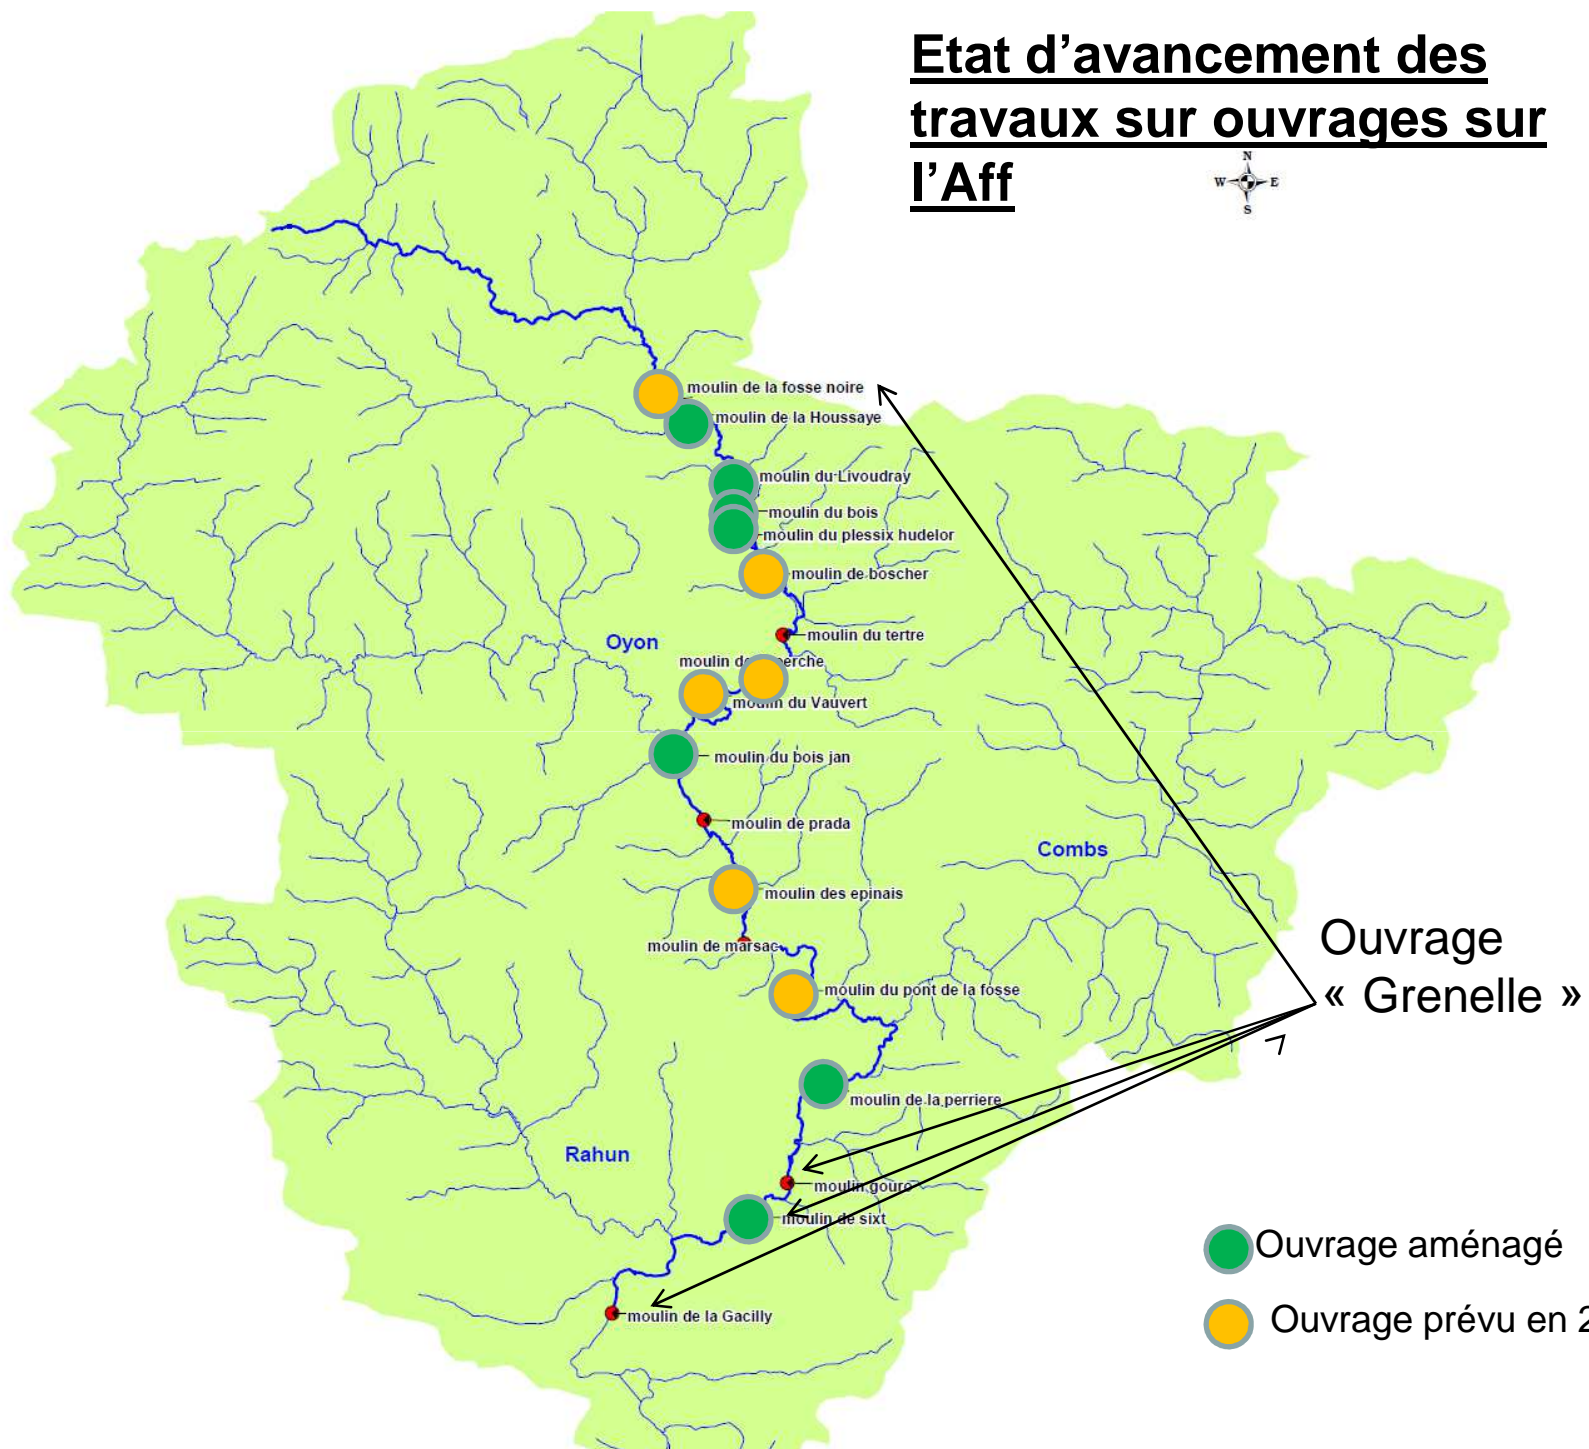 Etat d’avancement des
travaux sur ouvrages sur
l’Aff
N
W E
S
moulin de la fosse noire
moulin de la Houssaye
moulin du Livoudray
moulin du bois
moulin du plessix hudelor
moulin de boscher
Oyon
moulin du tertre
moulin
moulin du Vauvert
moulin du bois jan
moulin de prada
Combs
moulin des epinais
Ouvrage
« Grenelle »
moulin de marsac
moulin du pont de la fosse
moulin de la perriere
Rahun
moulin gouro
moulin de sixt
Ouvrage aménagé
moulin de la Gacilly
Ouvrage prévu en